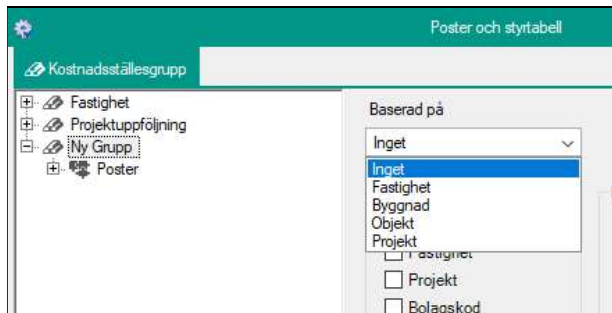 Poster och styrtabell
Kostnadsställesgrupp
Fastighet
Projektuppföljning
Ny Grupp
Poster
Baserad på
Inget
Inget
Fastighet
Byggnad
Objekt
Projekt
Fastighet
Projekt
Bolagskod